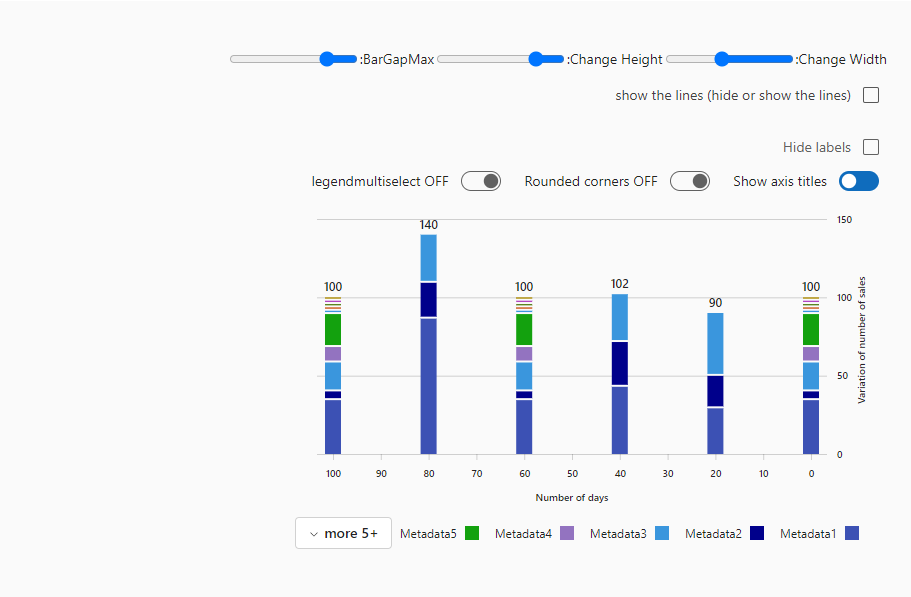 :BarGapMax :Change Height :Change Width
show the lines (hide or show the lines)
Hide labels
legendmultiselect OFF Rounded corners OFF Show axis titles
150
140
100 100 102 90 100
100
50
0
Variation of number of sales
100 90 80 70 60 50 40 30 20 10 0
Number of days
more 5+ Metadata5 Metadata4 Metadata3 Metadata2 Metadata1